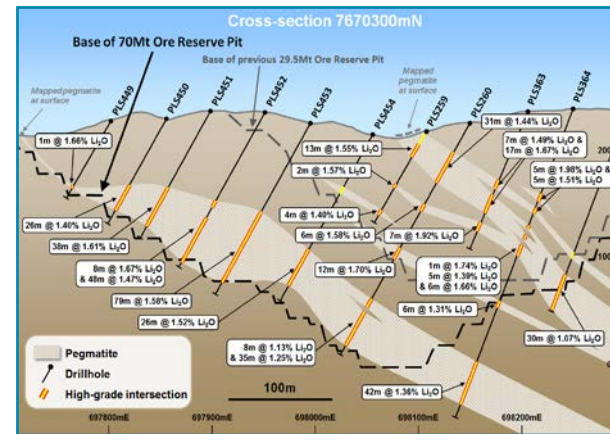 Cross-section 7670300mN
Base of 70Mt Ore Reserve Pit
Base of previous 29.5Mt Ore Reserve Pit
Mapped pegmatite
at surface
Mapped
pegmatite
at surface
PLS449
PLS450
PLS451
PLS452
PLS453
PLS454
PLS259
PLS260
PLS363
PLS364
1m @ 1.66% Li₂O
31m @ 1.44% Li₂O
13m @ 1.55% Li₂O
7m @ 1.49% Li₂O &
17m @ 1.67% Li₂O
2m @ 1.57% Li₂O
5m @ 1.98% Li₂O &
5m @ 1.51% Li₂O
200
26m @ 1.40% Li₂O
4m @ 1.40% Li₂O
38m @ 1.61% Li₂O
6m @ 1.58% Li₂O
7m @ 1.92% Li₂O
8m @ 1.67% Li₂O
& 48m @ 1.47% Li₂O
12m @ 1.70% Li₂O
1m @ 1.74% Li₂O
5m @ 1.39% Li₂O
& 6m @ 1.66% Li₂O
100
79m @ 1.58% Li₂O
6m @ 1.31% Li₂O
26m @ 1.52% Li₂O
30m @ 1.07% Li₂O
8m @ 1.13% Li₂O
& 35m @ 1.25% Li₂O
42m @ 1.36% Li₂O
Pegmatite
Drillhole
High-grade intersection
100m
697800mE
697900mE
698000mE
698100mE
698200mE